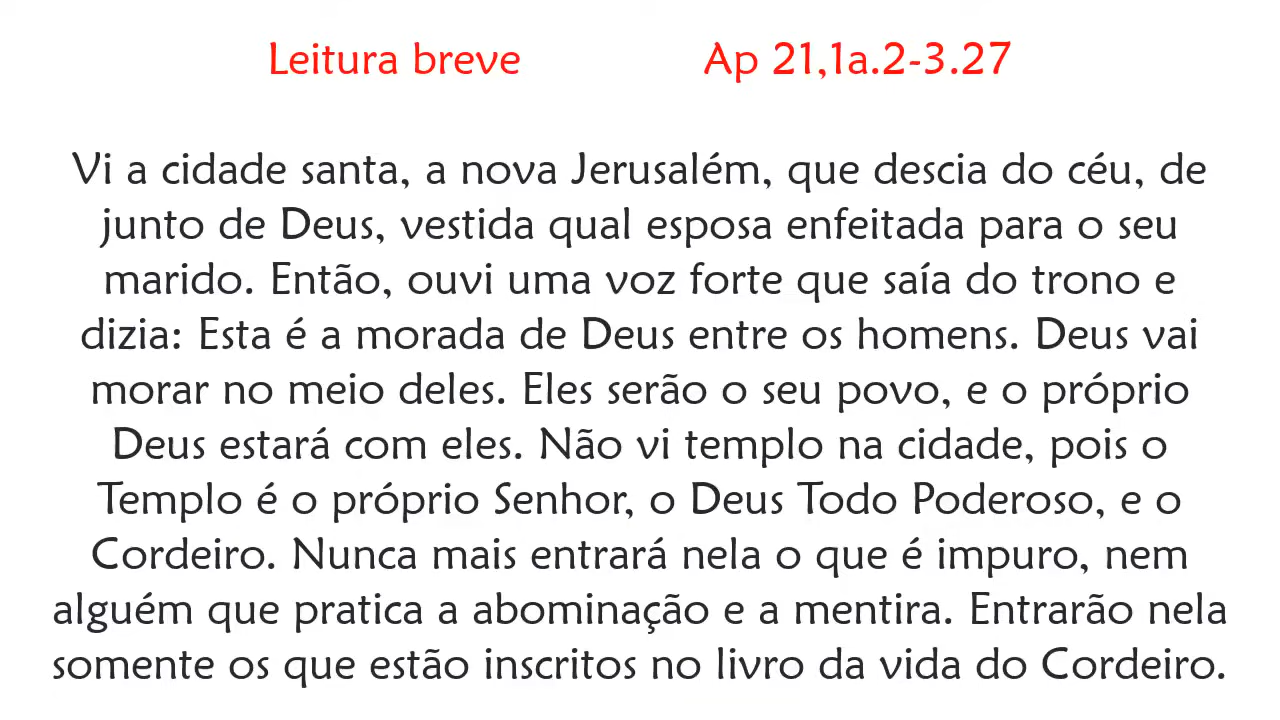 Leitura breve Ap 21,1a.2-3.27
Vi a cidade santa, a nova Jerusalém, que descia do céu, de
junto de Deus, vestida qual esposa enfeitada para o seu
marido. Então, ouvi uma voz forte que saía do trono e
dizia: Esta é a morada de Deus entre os homens. Deus vai
morar no meio deles. Eles serão o seu povo, e o próprio
Deus estará com eles. Não vi templo na cidade, pois o
Templo é o próprio Senhor, o Deus Todo Poderoso, e o
Cordeiro. Nunca mais entrará nela o que é impuro, nem
alguém que pratica a abominação e a mentira. Entrarão nela
somente os que estão inscritos no livro da vida do Cordeiro.